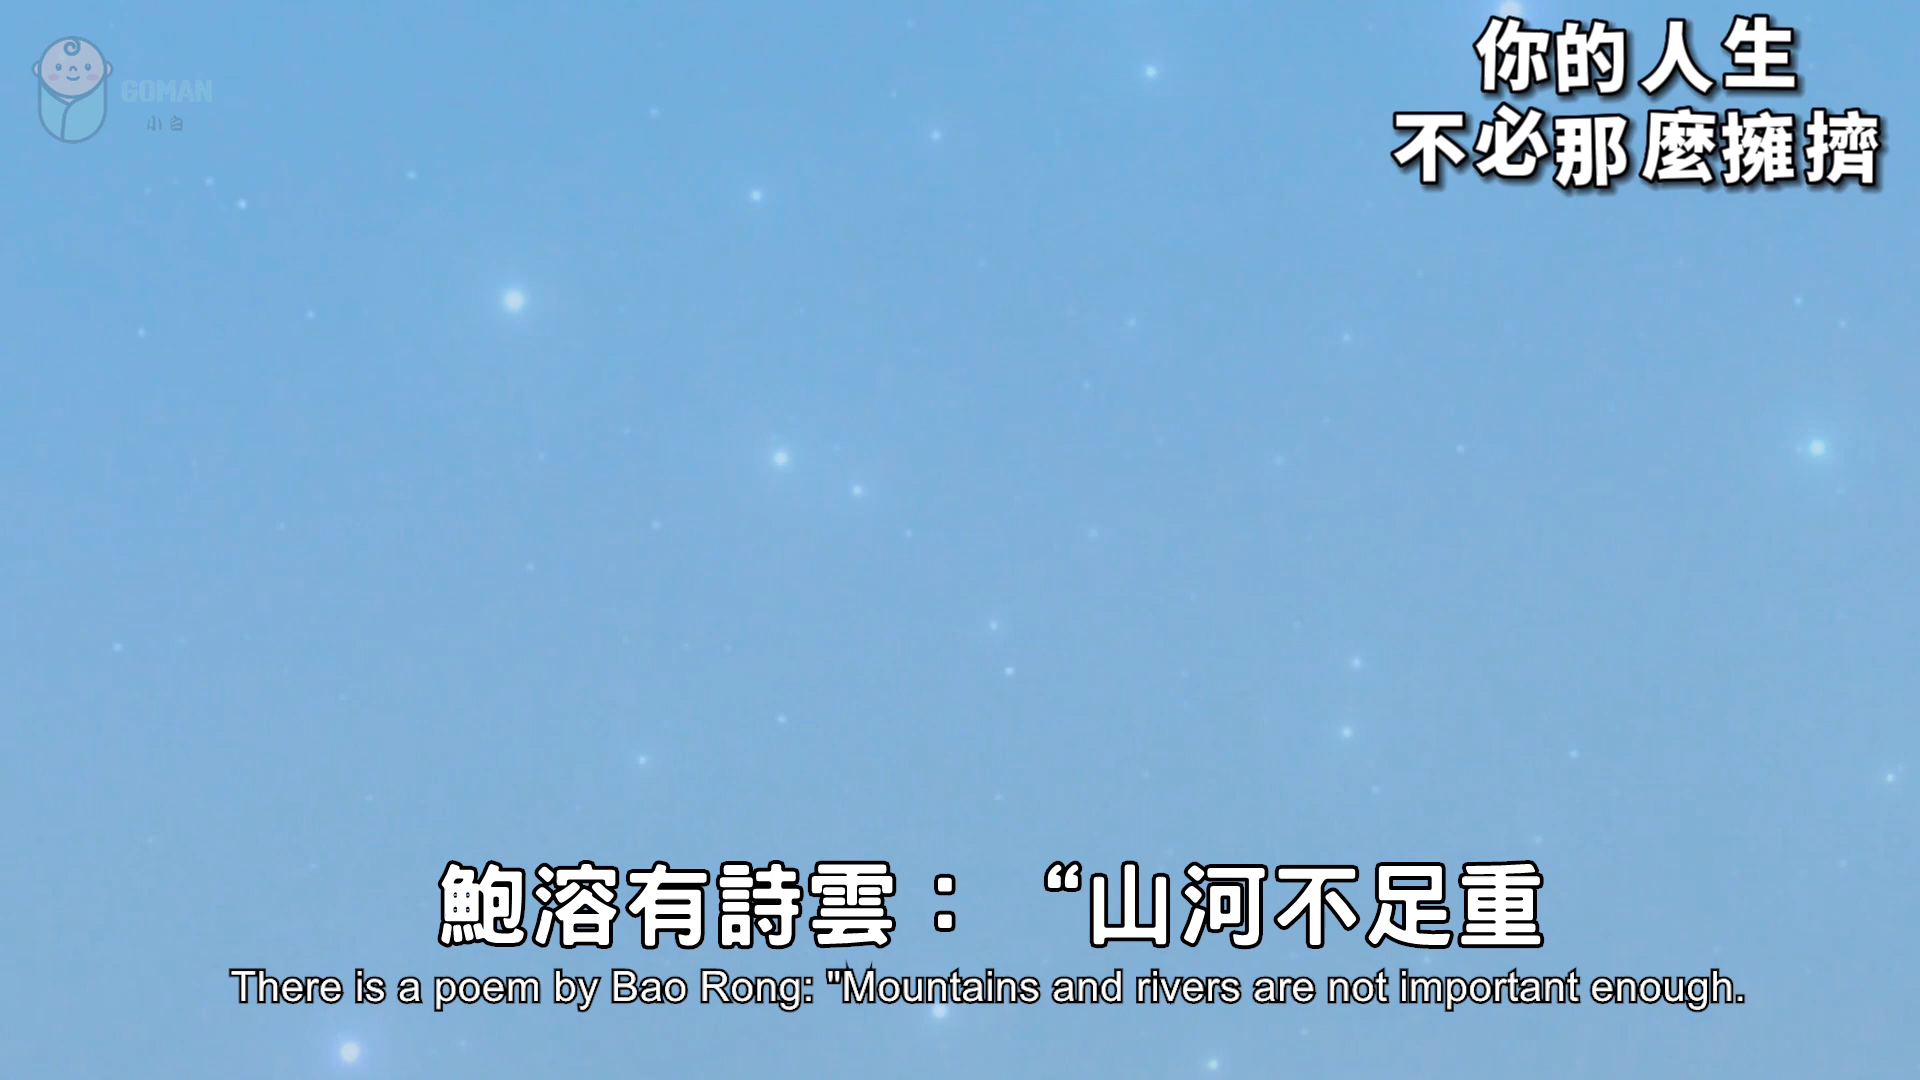 GOMAN
小白
你的人生
不必那麼擁擠
鮑溶有詩雲：“山河不足重
There is a poem by Bao Rong: "Mountains and rivers are not important enough.